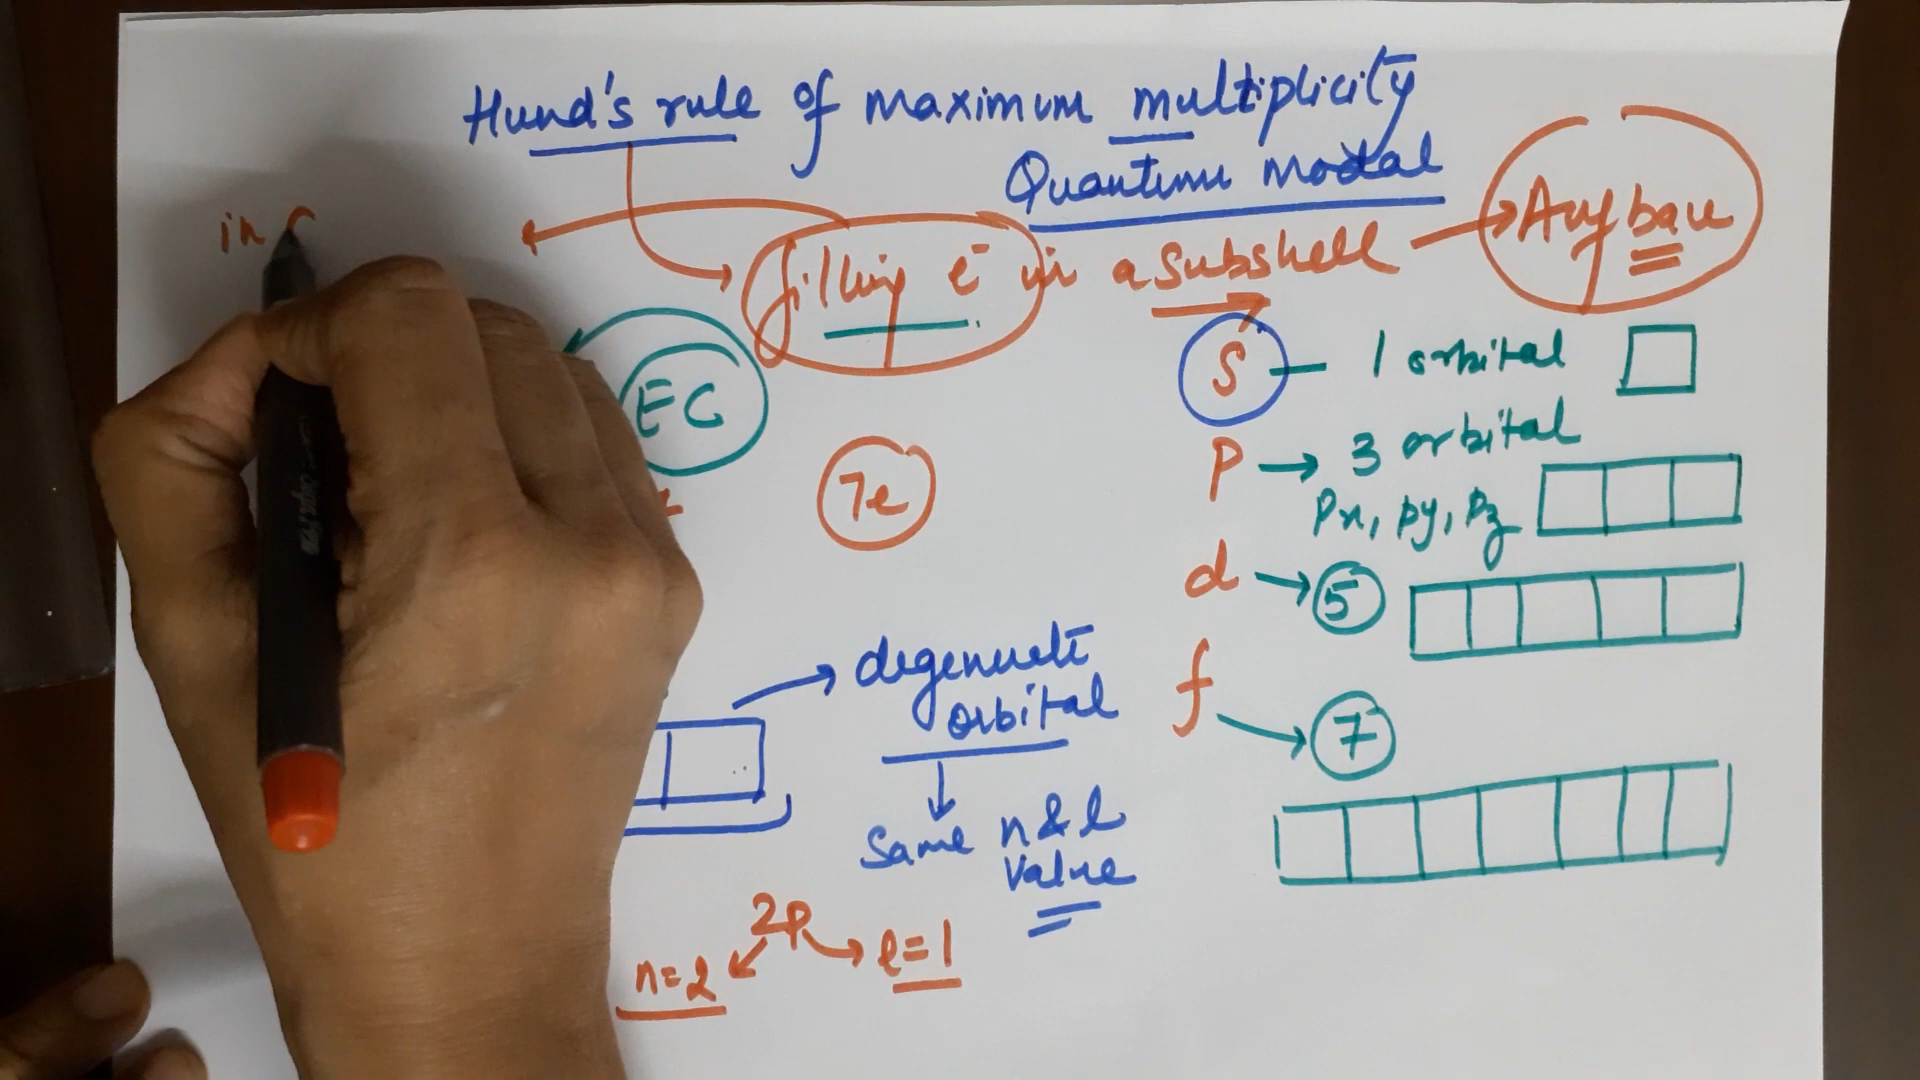 Hund's rule of maximum multiplicity
Quantum modal
in
filling e⁻ in a subshell → Aufbau
EC
7e
S – 1 orbital
P → 3 orbital
Px, py, Pz
d → 5
f → 7
→ degenerate
orbital
Same n & l
Value
2p
n=2
l=1